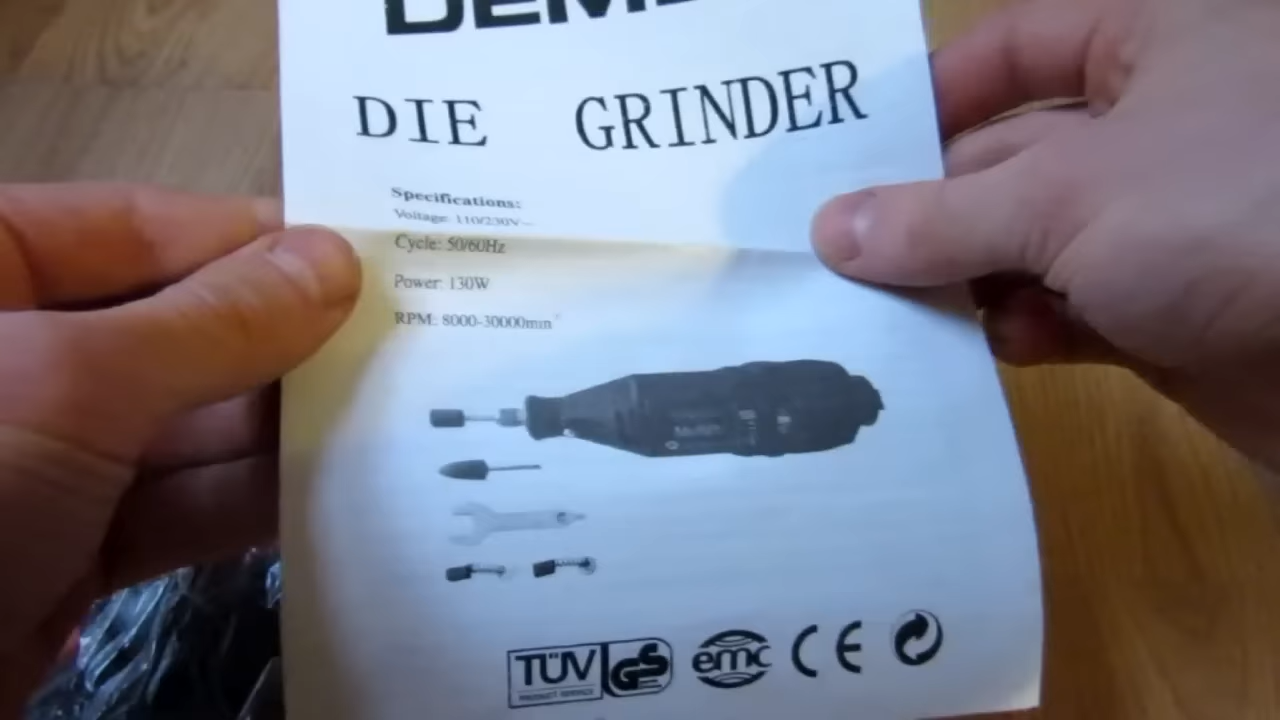 DIE GRINDER
Specifications:
Voltage: 110/230V~
Cycle: 50/60Hz
Power: 130W
RPM: 8000-30000min
TÜV GS emc CE
PRODUCT SERVICE